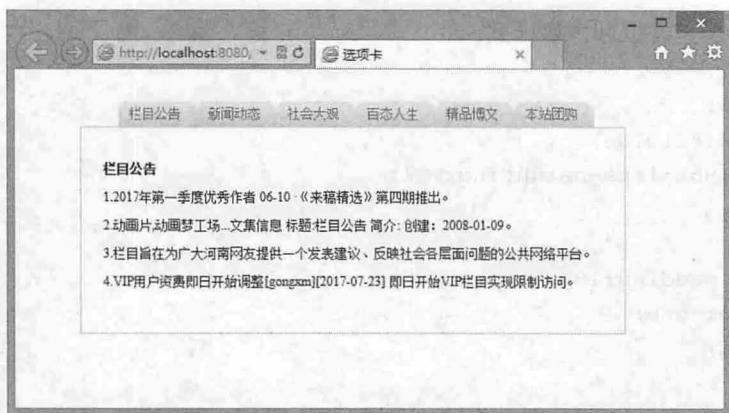 http://localhost:8080, 选项卡
栏目公告 新闻动态 社会大观 百态人生 精品博文 本站团购
栏目公告
1.2017年第一季度优秀作者 06-10 ·《来稿精选》第四期推出。
2.动画片,动画梦工场...文集信息 标题:栏目公告 简介: 创建：2008-01-09。
3.栏目旨在为广大河南网友提供一个发表建议、反映社会各层面问题的公共网络平台。
4.VIP用户资费即日开始调整[gongxm][2017-07-23] 即日开始VIP栏目实现限制访问。